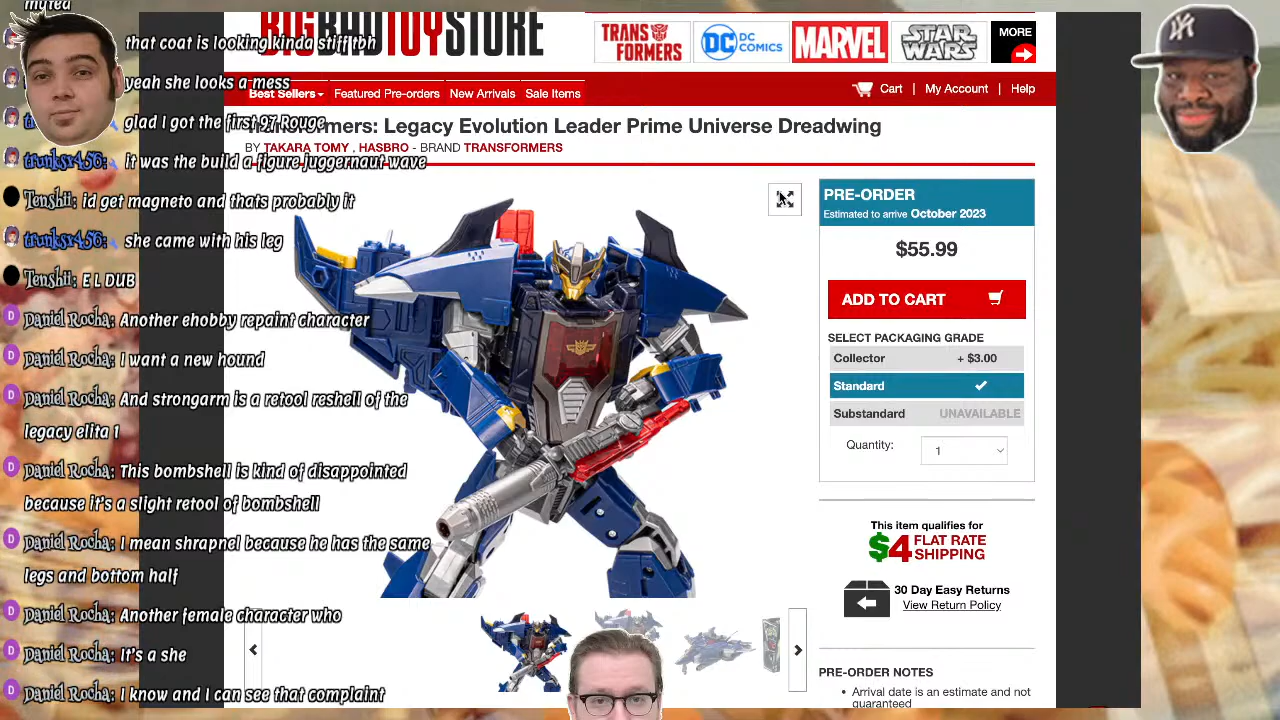 myted
that coat is looking kinda stiff tbh
yeah she looks a mess
glad I got the first 97 Rouge
trunksx456: it was the build a figure juggernaut wave
Tenshii: id get magneto and thats probably it
trunksx456: she came with his leg
Tenshii: E L DUB
Daniel Rocha: Another ehobby repaint character
Daniel Rocha: I want a new hound
Daniel Rocha: And strongarm is a retool reshell of the
legacy elita 1
Daniel Rocha: This bombshell is kind of disappointed
because it's a slight retool of bombshell
Daniel Rocha: I mean shrapnel because he has the same
legs and bottom half
Daniel Rocha: Another female character who
Daniel Rocha: It's a she
Daniel Rocha: I know and I can see that complaint
BIGBADTOYSTORE
TRANSFORMERS
DC COMICS
MARVEL
STAR WARS
MORE
Best Sellers
Featured Pre-orders
New Arrivals
Sale Items
Cart | My Account | Help
Transformers: Legacy Evolution Leader Prime Universe Dreadwing
BY TAKARA TOMY , HASBRO - BRAND TRANSFORMERS
PRE-ORDER
Estimated to arrive October 2023
$55.99
ADD TO CART
SELECT PACKAGING GRADE
Collector + $3.00
Standard
Substandard UNAVAILABLE
Quantity: 1
This item qualifies for
$4 FLAT RATE
SHIPPING
30 Day Easy Returns
View Return Policy
PRE-ORDER NOTES
Arrival date is an estimate and not
guaranteed